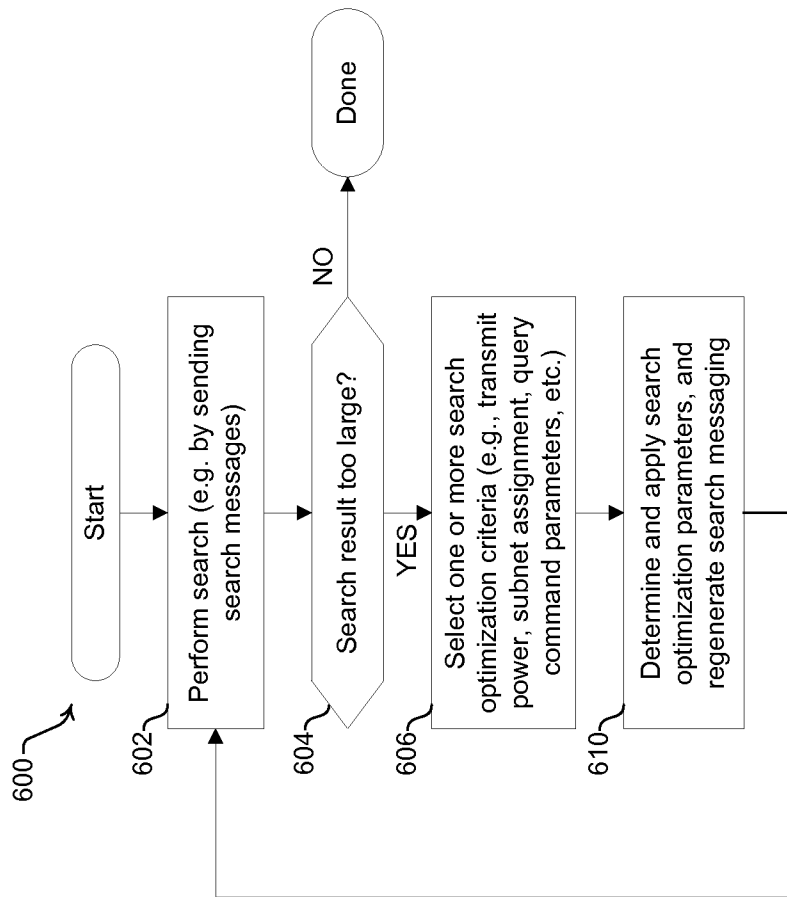 600
Start
602
Perform search (e.g. by sending
search messages)
604
Search result too large?
NO
Done
YES
606
Select one or more search
optimization criteria (e.g., transmit
power, subnet assignment, query
command parameters, etc.)
610
Determine and apply search
optimization parameters, and
regenerate search messaging